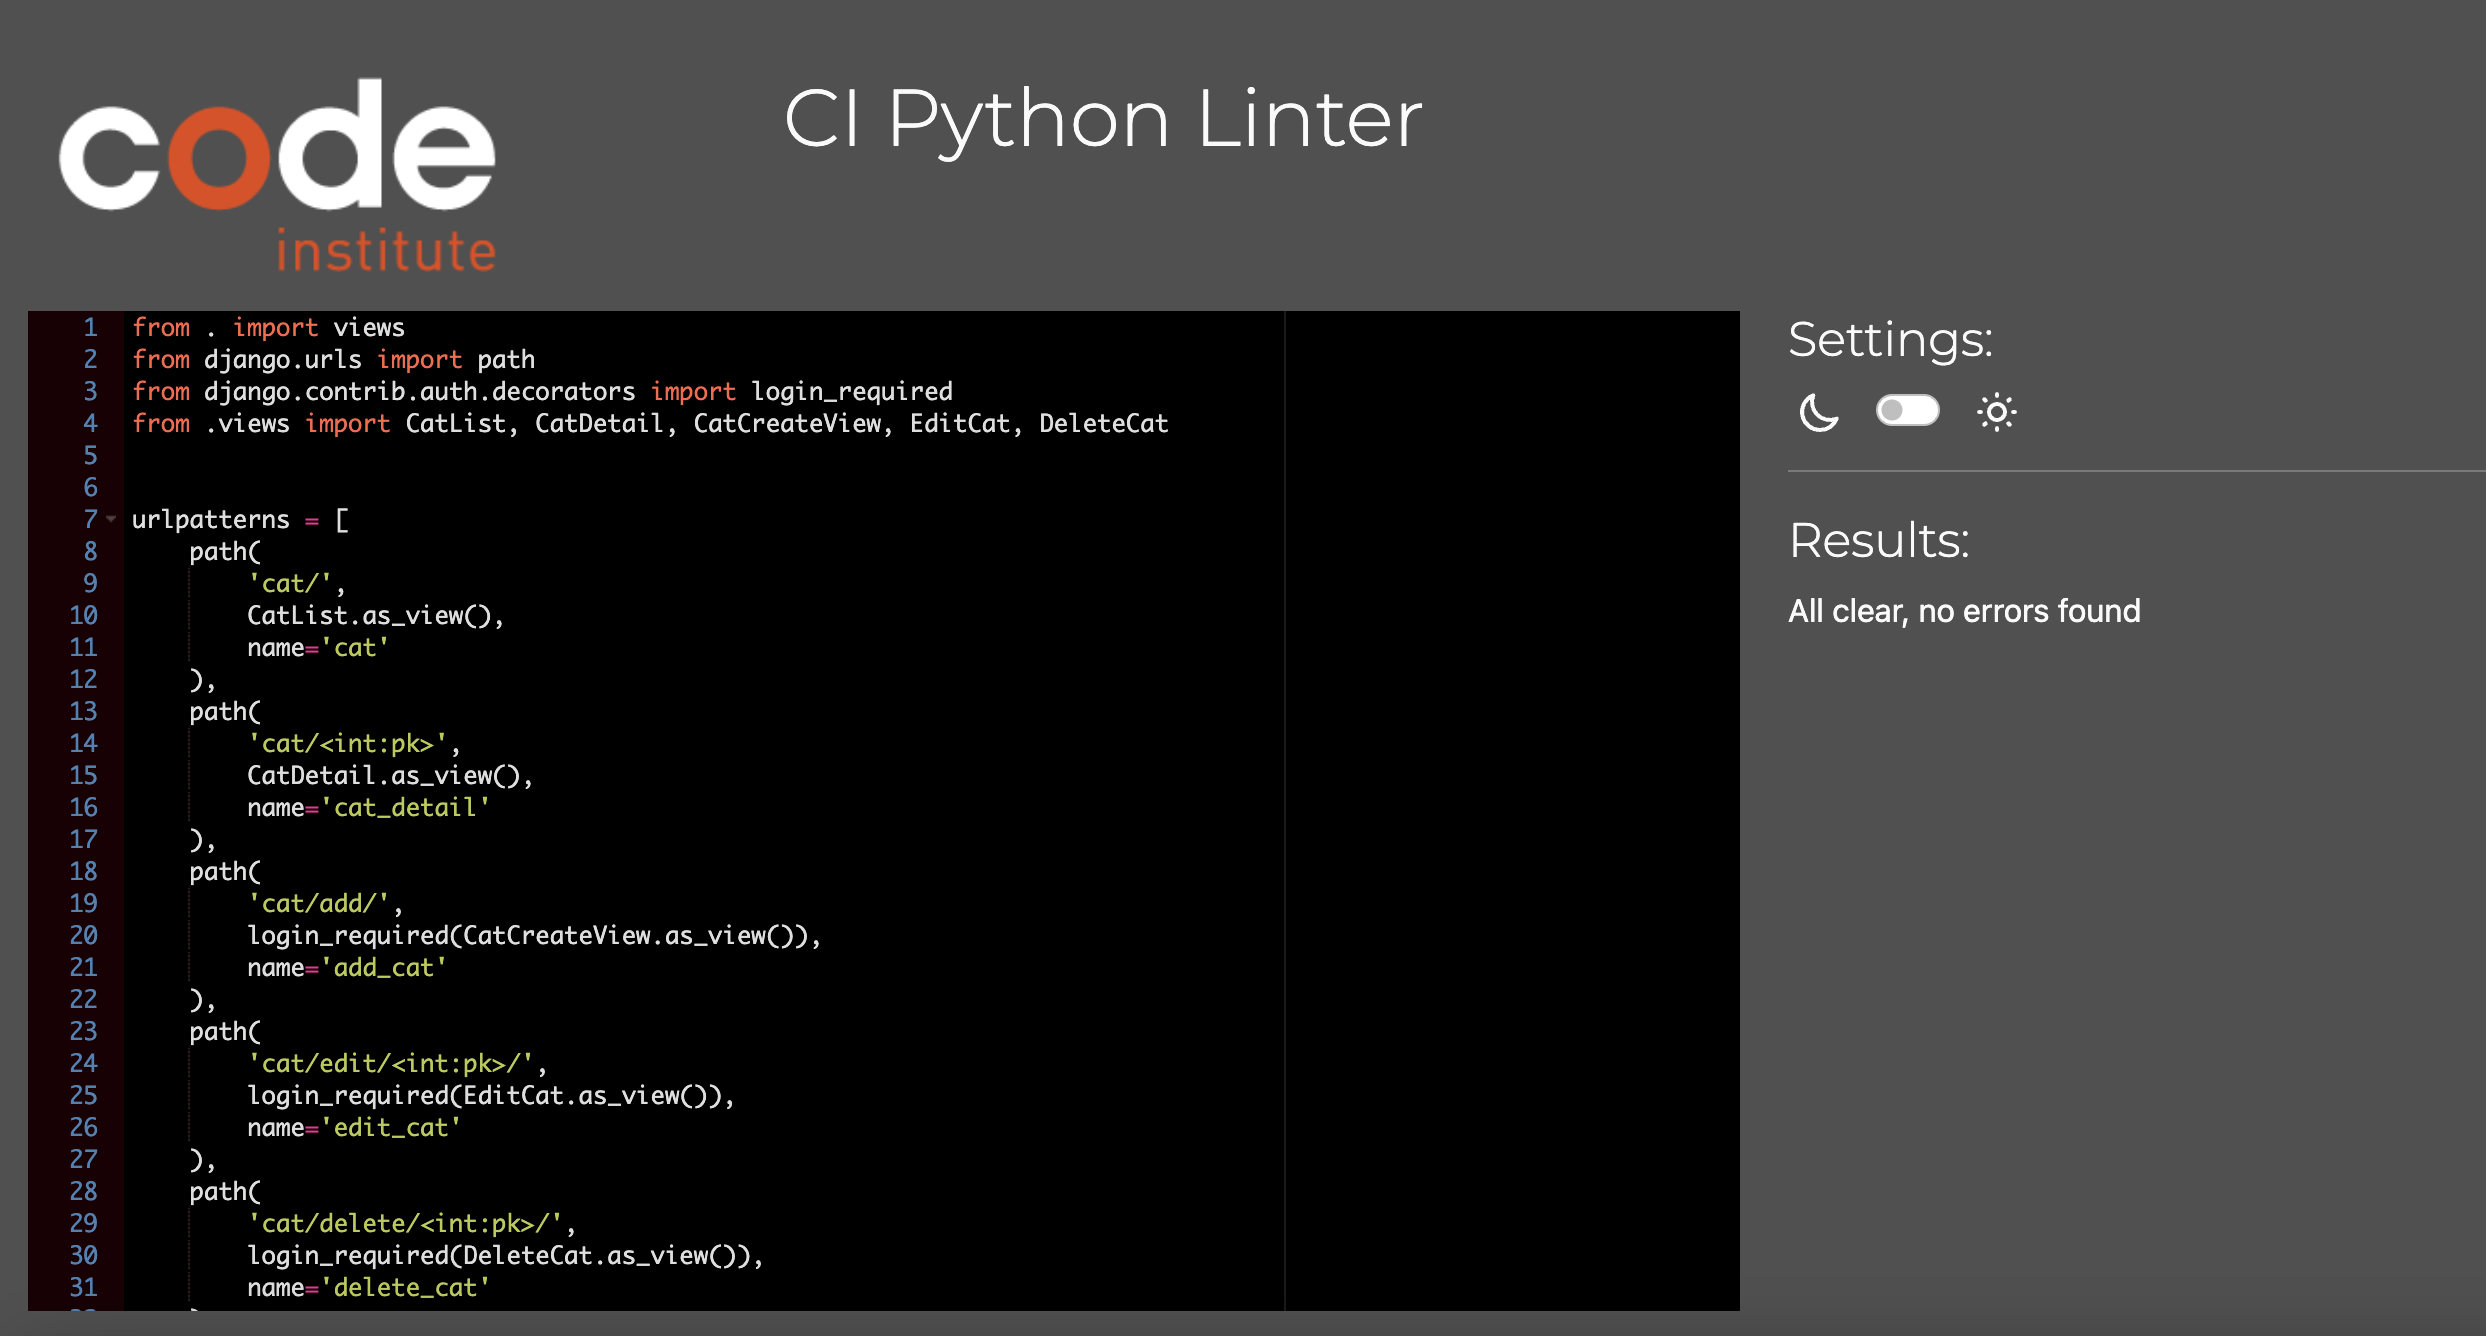 code
institute
CI Python Linter
1 from . import views
2 from django.urls import path
3 from django.contrib.auth.decorators import login_required
4 from .views import CatList, CatDetail, CatCreateView, EditCat, DeleteCat
5
6
7 urlpatterns = [
8     path(
9         'cat/',
10         CatList.as_view(),
11         name='cat'
12     ),
13     path(
14         'cat/<int:pk>',
15         CatDetail.as_view(),
16         name='cat_detail'
17     ),
18     path(
19         'cat/add/',
20         login_required(CatCreateView.as_view()),
21         name='add_cat'
22     ),
23     path(
24         'cat/edit/<int:pk>/',
25         login_required(EditCat.as_view()),
26         name='edit_cat'
27     ),
28     path(
29         'cat/delete/<int:pk>/',
30         login_required(DeleteCat.as_view()),
31         name='delete_cat'
Settings:
Results:
All clear, no errors found